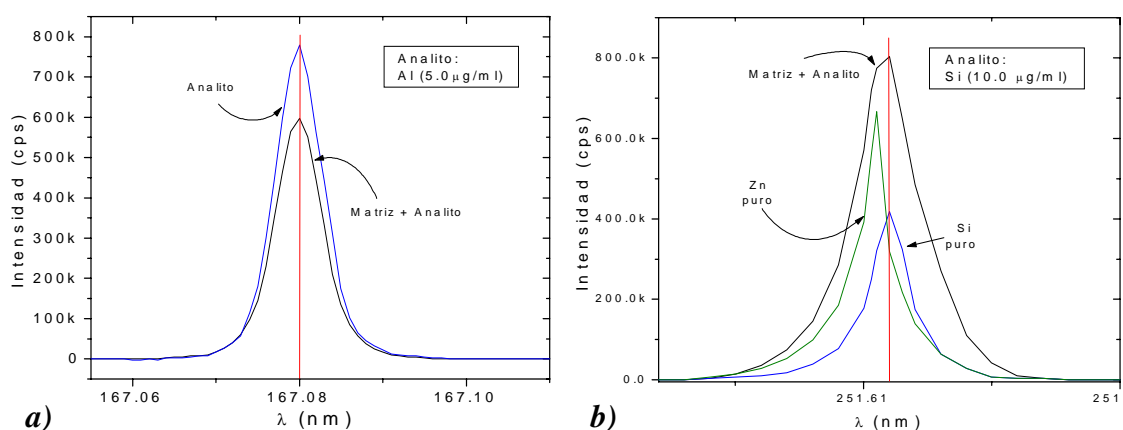 800k
700k
600k
500k
400k
300k
200k
100k
0
Intensidad (cps)
Analito:
Al (5.0 µg/ml)
Analito
Matriz + Analito
167.06
167.08
167.10
λ (nm)
a)
800.0k
600.0k
400.0k
200.0k
0.0
Intensidad (cps)
Analito:
Si (10.0 µg/ml)
Matriz + Analito
Zn
puro
Si
puro
251.61
251
λ (nm)
b)